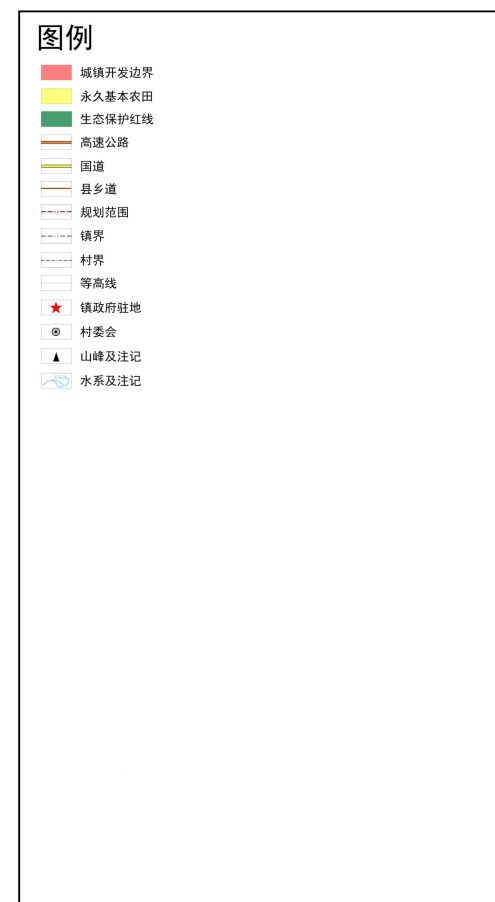 图例
城镇开发边界
永久基本农田
生态保护红线
高速公路
国道
县乡道
规划范围
镇界
村界
等高线
镇政府驻地
村委会
山峰及注记
水系及注记